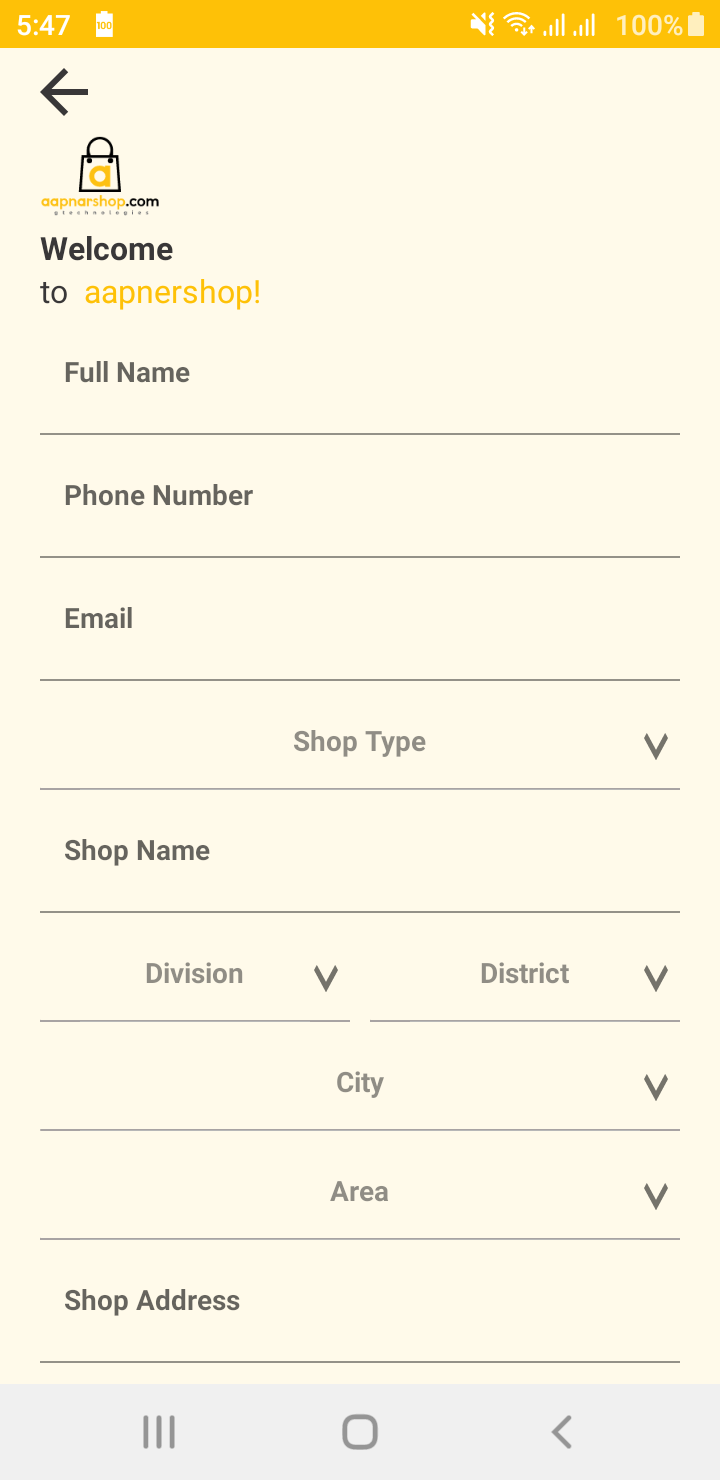 5:47 100 100%
a
aapnarshop.com
gtechnologies
Welcome
to aapnershop!
Full Name
Phone Number
Email
Shop Type
Shop Name
Division District
City
Area
Shop Address